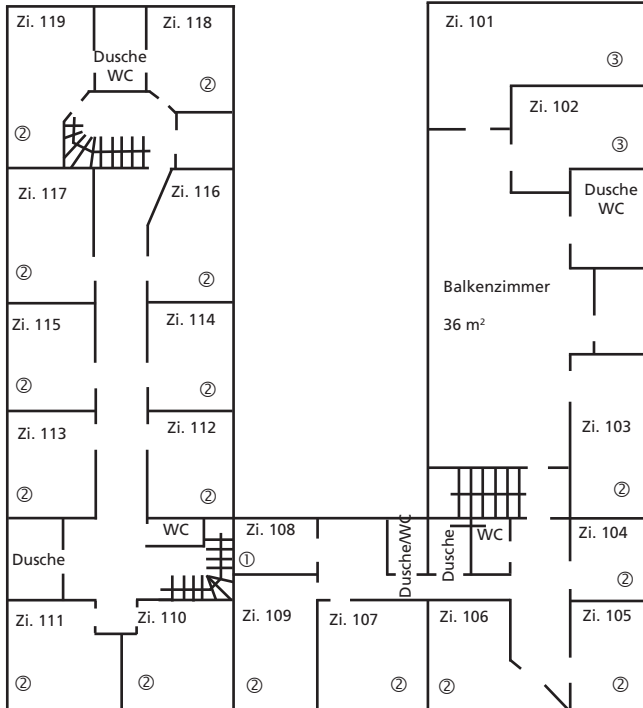 Zi. 119
Zi. 118
Dusche
WC
②
②
Zi. 101
③
Zi. 102
③
Dusche
WC
Zi. 117
Zi. 116
②
②
Balkenzimmer
36 m²
Zi. 115
Zi. 114
②
②
Zi. 113
Zi. 112
②
②
Zi. 103
②
Dusche
WC
Zi. 108
①
Dusche/WC
Dusche
WC
Zi. 104
②
Zi. 111
Zi. 110
Zi. 109
Zi. 107
Zi. 106
Zi. 105
②
②
②
②
②
②